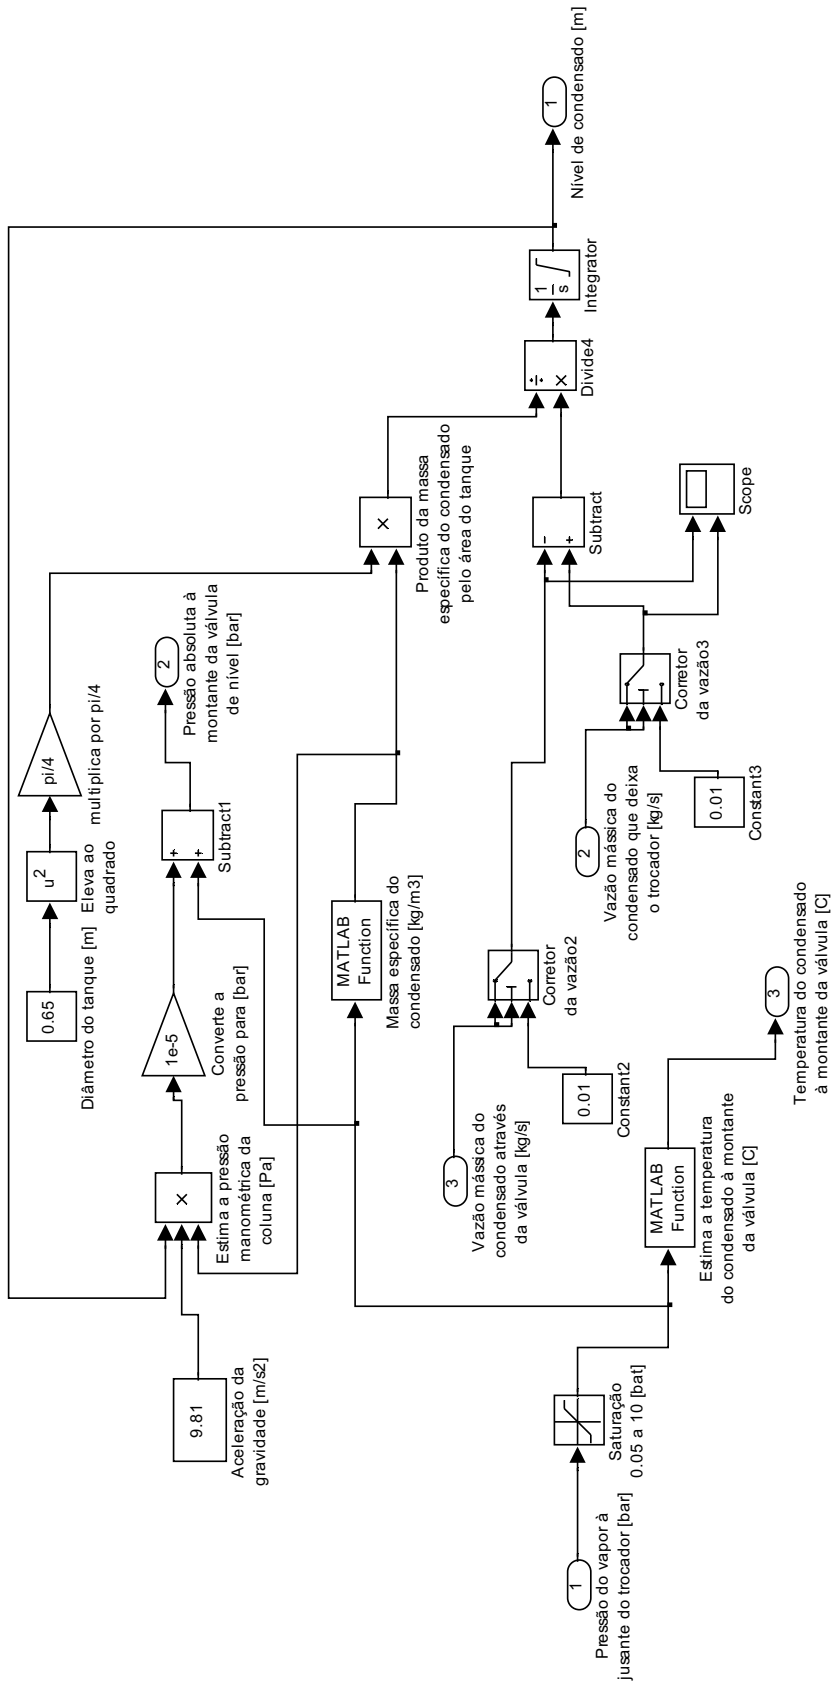 9.81
Aceleração da
gravidade [m/s2]
×
Estima a pressão
manométrica da
coluna [Pa]
1e-5
Converte a
pressão para [bar]
0.65
Diâmetro do tanque [m]
u²
Eleva ao
quadrado
pi/4
multiplica por pi/4
+
+
Subtract1
2
Pressão absoluta à
montante da válvula
de nível [bar]
MATLAB
Function
Massa específica do
condensado [kg/m3]
×
Produto da massa
específica do condensado
pelo área do tanque
3
Vazão mássica do
condensado através
da válvula [kg/s]
0.01
Constant2
Corretor
da vazão2
−
+
Subtract
÷
×
Divide4
1
s
∫
Integrator
1
Nível de condensado [m]
1
Pressão do vapor à
jusante do trocador [bar]
Saturação
0.05 a 10 [bat]
MATLAB
Function
Estima a temperatura
do condensado à montante
da válvula [C]
3
Temperatura do condensado
à montante da válvula [C]
2
Vazão mássica do
condensado que deixa
o trocador [kg/s]
0.01
Constant3
Corretor
da vazão3
Scope